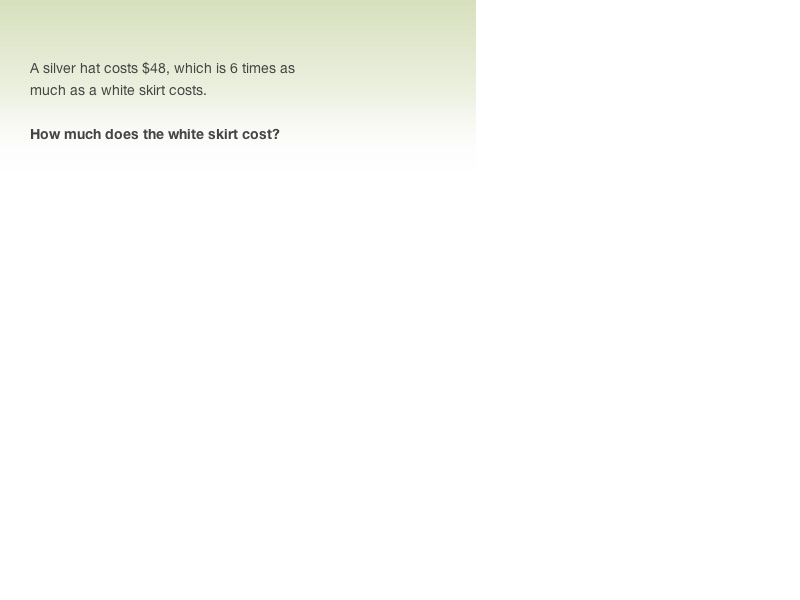 A silver hat costs $48, which is 6 times as
much as a white skirt costs.
How much does the white skirt cost?